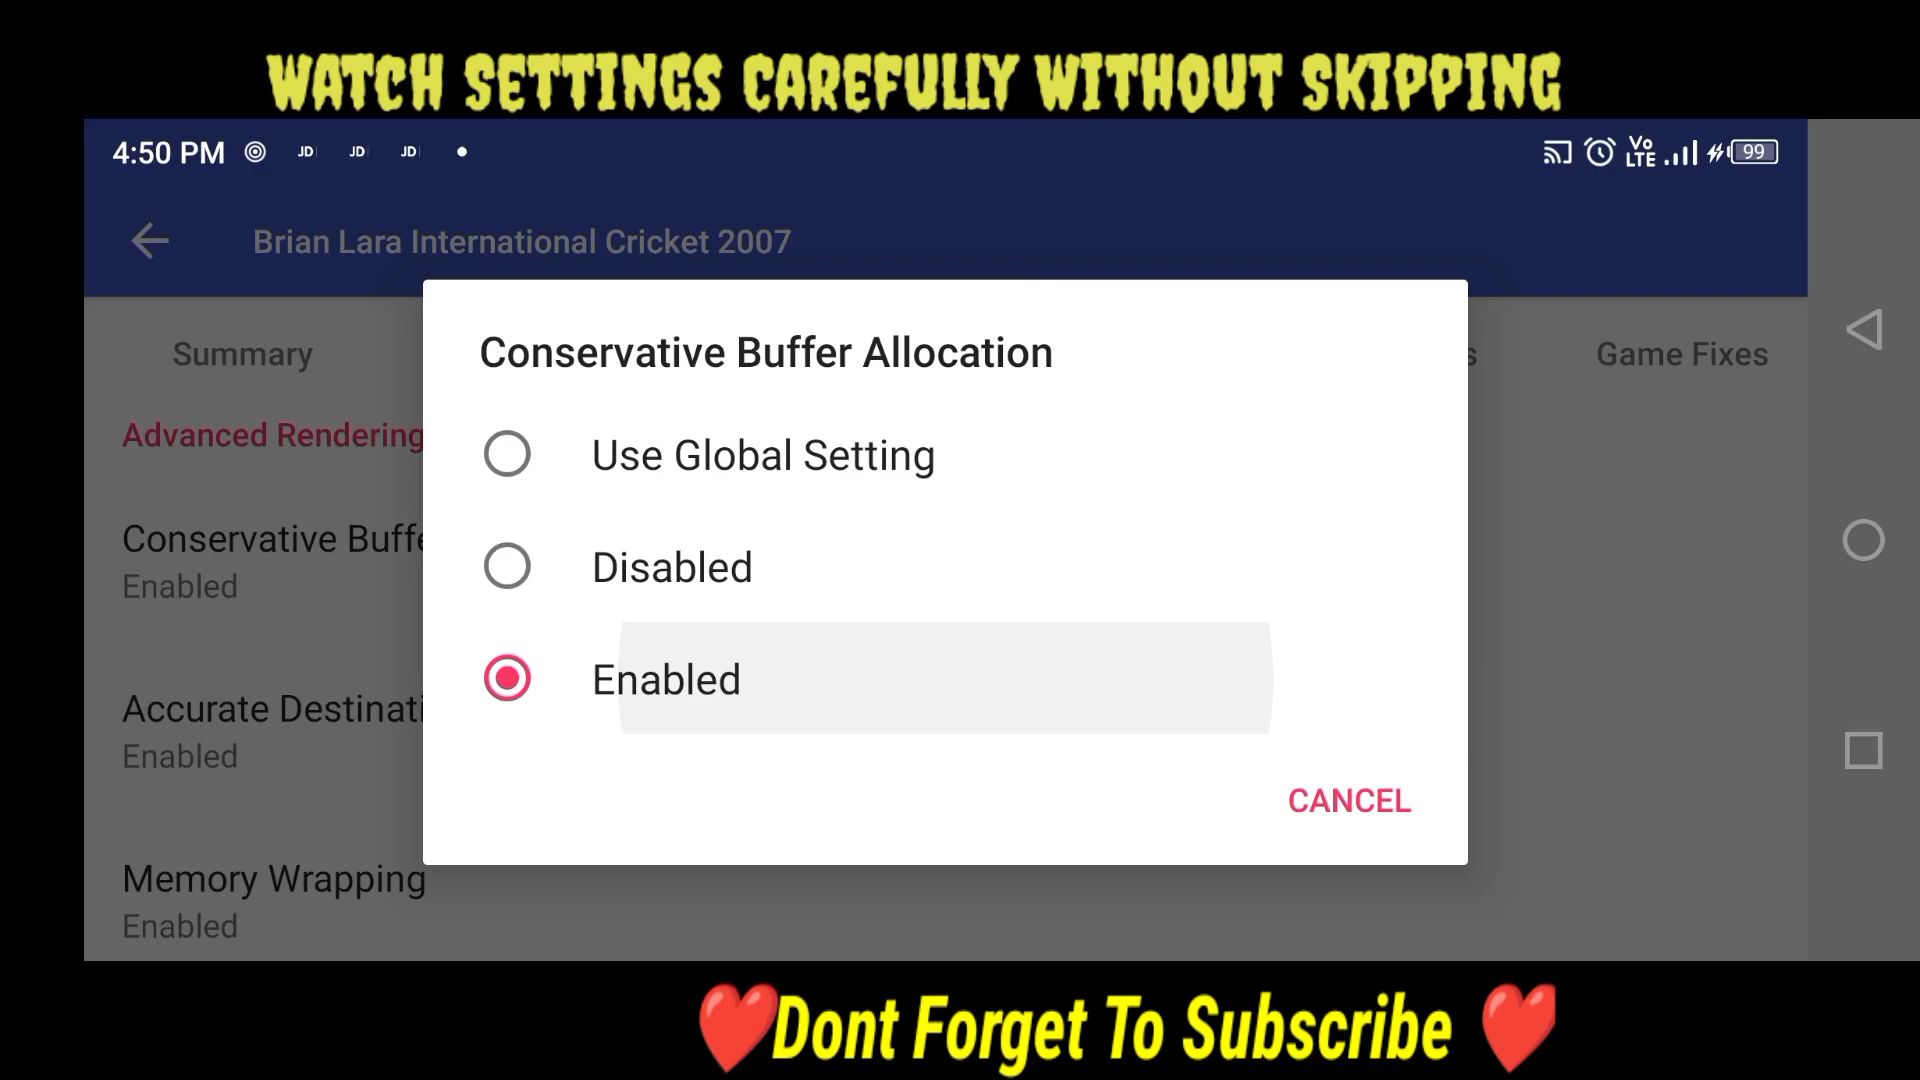 WATCH SETTINGS CAREFULLY WITHOUT SKIPPING
4:50 PM JD JD JD Vo LTE 99
Brian Lara International Cricket 2007
Summary s Game Fixes
Advanced Rendering
Conservative Buffer Allocation
Use Global Setting
Disabled
Enabled
CANCEL
Conservative Buffe
Enabled
Accurate Destinati
Enabled
Memory Wrapping
Enabled
❤️Dont Forget To Subscribe ❤️